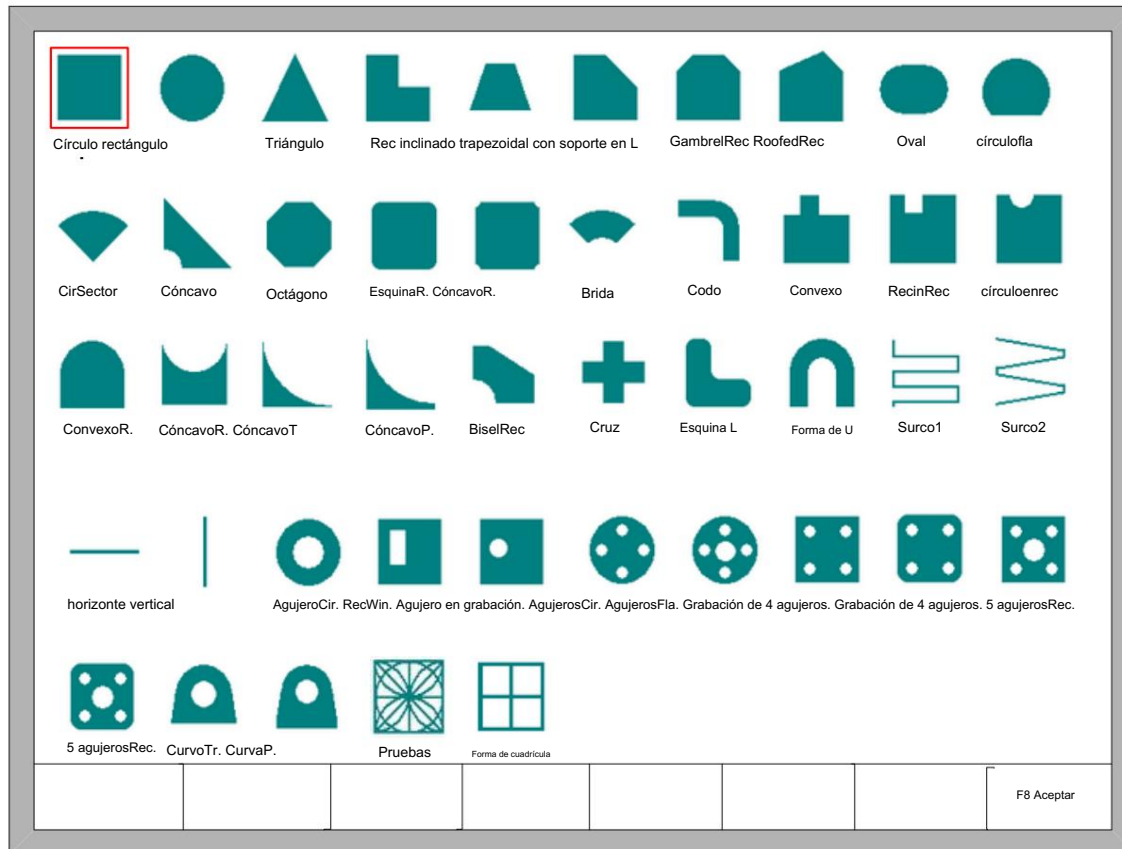 Círculo rectángulo
Triángulo
Rec inclinado trapezoidal con soporte en L
GambrelRec RoofedRec
Oval
círculofla
CirSector
Cóncavo
Octágono
EsquinaR. CóncavoR.
Brida
Codo
Convexo
RecinRec
círculoenrec
ConvexoR.
CóncavoR. CóncavoT
CóncavoP.
BiselRec
Cruz
Esquina L
Forma de U
Surco1
Surco2
horizonte vertical
AgujeroCir. RecWin. Agujero en grabación. AgujerosCir. AgujerosFla. Grabación de 4 agujeros. Grabación de 4 agujeros. 5 agujerosRec.
5 agujerosRec.
CurvoTr. CurvaP.
Pruebas
Forma de cuadrícula
F8 Aceptar